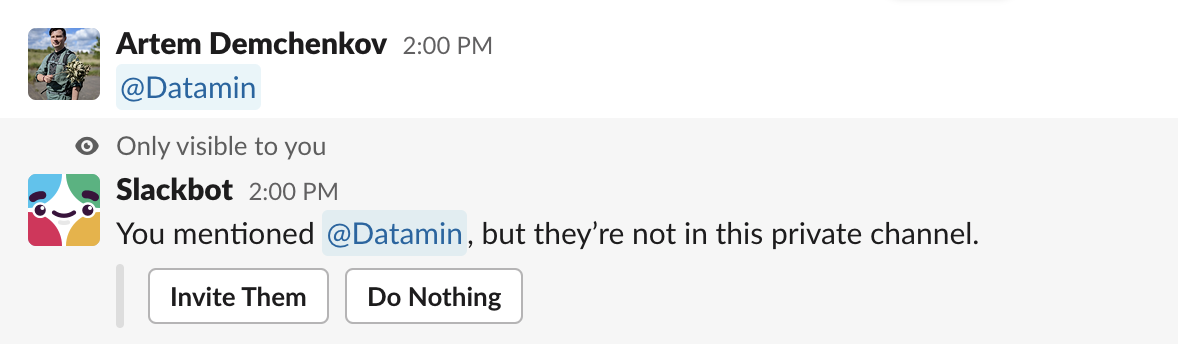 Artem Demchenkov 2:00 PM
@Datamin
Only visible to you
Slackbot 2:00 PM
You mentioned @Datamin, but they’re not in this private channel.
Invite Them Do Nothing